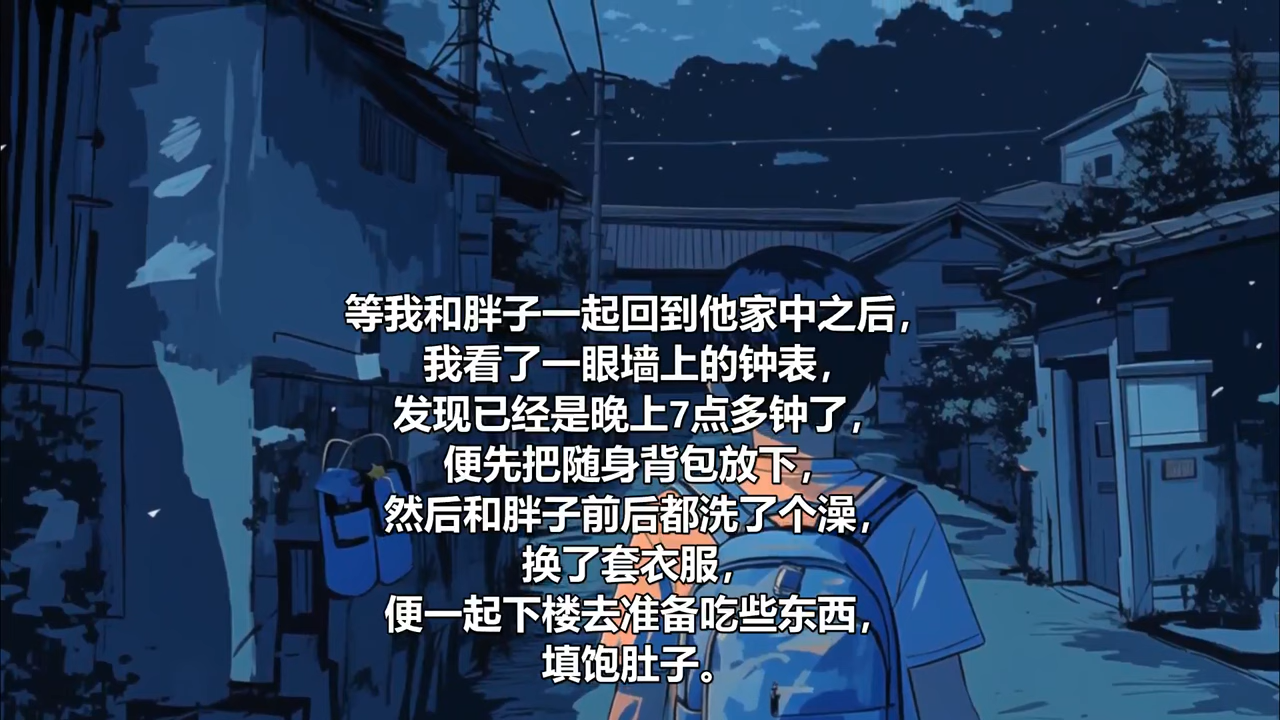 等我和胖子一起回到他家中之后，
我看了一眼墙上的钟表，
发现已经是晚上7点多钟了，
便先把随身背包放下，
然后和胖子前后都洗了个澡，
换了套衣服，
便一起下楼去准备吃些东西，
填饱肚子。